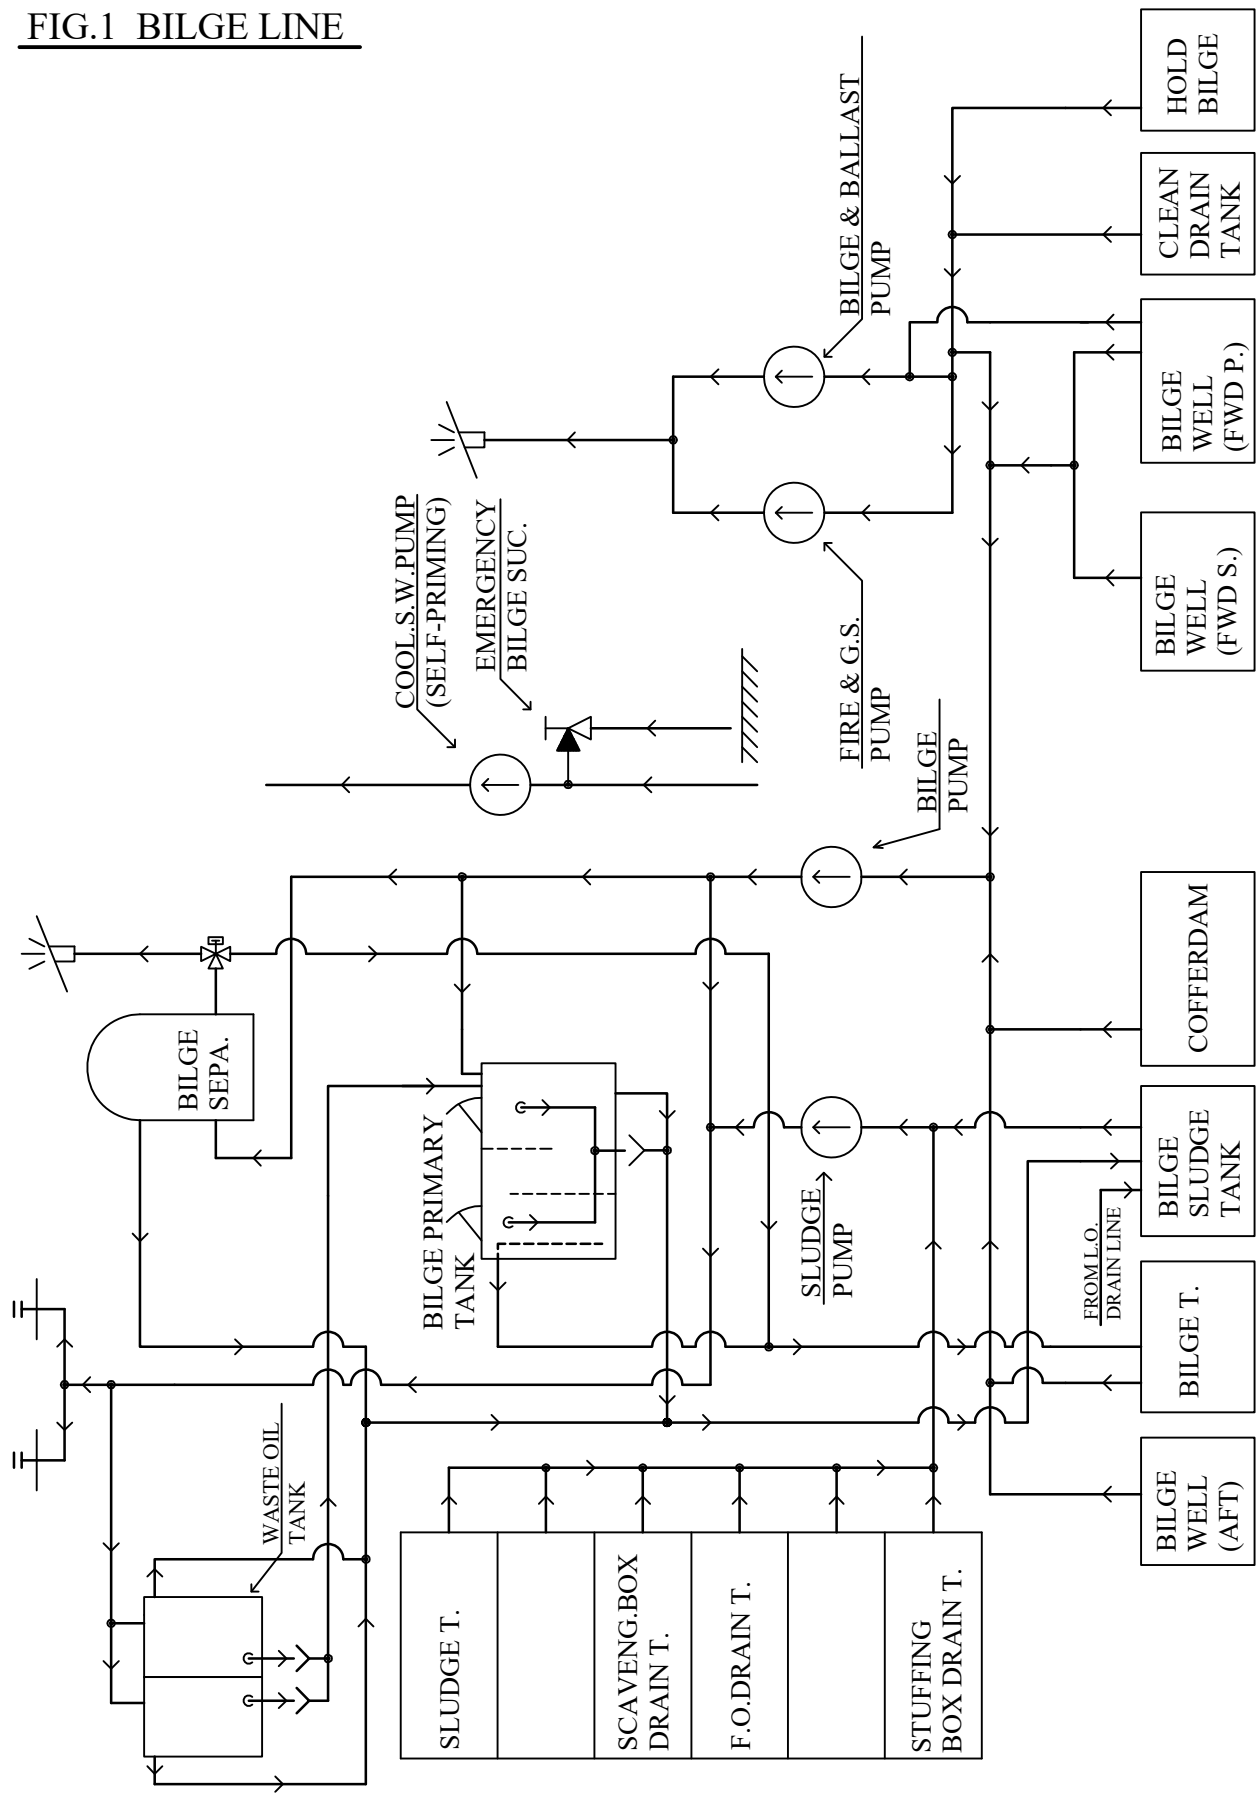 FIG.1 BILGE LINE
WASTE OIL
TANK
BILGE
SEPA.
BILGE PRIMARY
TANK
COOL.S.W.PUMP
(SELF-PRIMING)
EMERGENCY
BILGE SUC.
BILGE & BALLAST
PUMP
FIRE & G.S.
PUMP
BILGE
PUMP
SLUDGE
PUMP
SLUDGE T.
SCAVENG.BOX
DRAIN T.
F.O.DRAIN T.
STUFFING
BOX DRAIN T.
FROM L.O.
DRAIN LINE
BILGE
WELL
(AFT)
BILGE T.
BILGE
SLUDGE
TANK
COFFERDAM
BILGE
WELL
(FWD S.)
BILGE
WELL
(FWD P.)
CLEAN
DRAIN
TANK
HOLD
BILGE